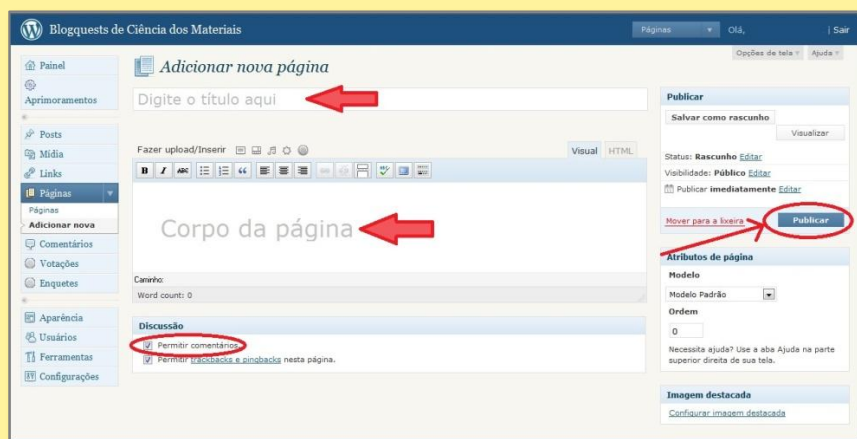 Blogquests de Ciência dos Materiais
Páginas
Olá, | Sair
Opções de tela
Ajuda
Painel
Aprimoramentos
Posts
Mídia
Links
Páginas
Páginas
Adicionar nova
Comentários
Votações
Enquetes
Aparência
Usuários
Ferramentas
Configurações
Adicionar nova página
Digite o título aqui
Fazer upload/Inserir
Visual HTML
B I ABC
Corpo da página
Caminho:
Word count: 0
Discussão
Permitir comentários.
Permitir trackbacks e pingbacks nesta página.
Publicar
Salvar como rascunho
Visualizar
Status: Rascunho Editar
Visibilidade: Público Editar
Publicar imediatamente Editar
Mover para a lixeira
Publicar
Atributos de página
Modelo
Modelo Padrão
Ordem
0
Necessita ajuda? Use a aba Ajuda na parte
superior direita de sua tela.
Imagem destacada
Configurar imagem destacada